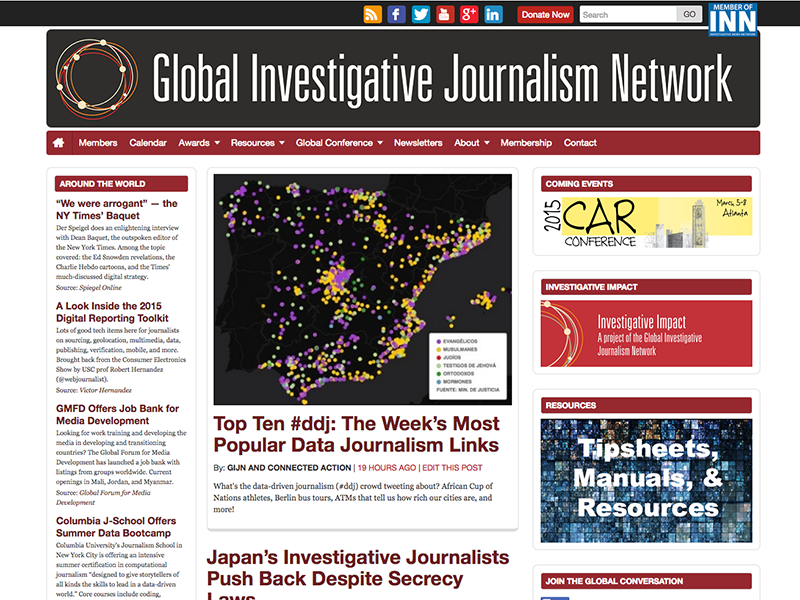 Donate Now
Search
GO
MEMBER OF
INN
INVESTIGATIVE NEWS NETWORK
Global Investigative Journalism Network
Members Calendar Awards Resources Global Conference Newsletters About Membership Contact
AROUND THE WORLD
“We were arrogant” — the
NY Times’ Baquet
Der Speigel does an enlightening interview
with Dean Baquet, the outspoken editor of
the New York Times. Among the topic
covered: the Ed Snowden revelations, the
Charlie Hebdo cartoons, and the Times’
much-discussed digital strategy.
Source: Spiegel Online
A Look Inside the 2015
Digital Reporting Toolkit
Lots of good tech items here for journalists
on sourcing, geolocation, multimedia, data,
publishing, verification, mobile, and more.
Brought back from the Consumer Electronics
Show by USC prof Robert Hernandez
(@webjournalist).
Source: Victor Hernandez
GMFD Offers Job Bank for
Media Development
Looking for work training and developing the
media in developing and transitioning
countries? The Global Forum for Media
Development has launched a job bank with
listings from groups worldwide. Current
openings in Mali, Jordan, and Myanmar.
Source: Global Forum for Media
Development
Columbia J-School Offers
Summer Data Bootcamp
Columbia University’s Journalism School in
New York City is offering an intensive
summer certification in computational
journalism “designed to give storytellers of
all kinds the skills to lead in a data-driven
world.” Core courses include coding,
EVANGÉLICOS
MUSULMANES
JUDÍOS
TESTIGOS DE JEHOVÁ
ORTODOXOS
MORMONES
FUENTE: MIN. DE JUSTICIA
Top Ten #ddj: The Week’s Most
Popular Data Journalism Links
By: GIJN AND CONNECTED ACTION | 19 HOURS AGO | EDIT THIS POST
What’s the data-driven journalism (#ddj) crowd tweeting about? African Cup of
Nations athletes, Berlin bus tours, ATMs that tell us how rich our cities are, and
more!
Japan’s Investigative Journalists
Push Back Despite Secrecy
Laws
COMING EVENTS
2015
CAR
CONFERENCE
March 5-8
Atlanta
INVESTIGATIVE IMPACT
Investigative Impact
A project of the Global Investigative
Journalism Network
RESOURCES
Tipsheets,
Manuals, &
Resources
JOIN THE GLOBAL CONVERSATION